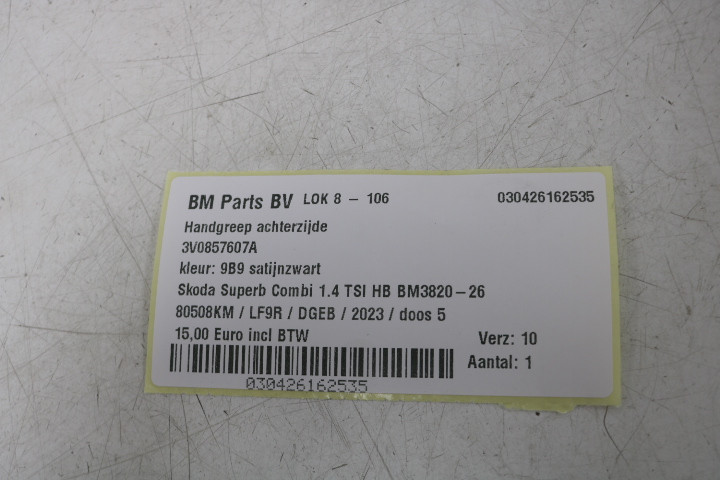 BM Parts BV LOK 8 - 106 030426162535
Handgreep achterzijde
3V0857607A
kleur: 9B9 satijnzwart
Skoda Superb Combi 1.4 TSI HB BM3820-26
80508KM / LF9R / DGEB / 2023 / doos 5
15,00 Euro incl BTW Verz: 10
Aantal: 1
030426162535